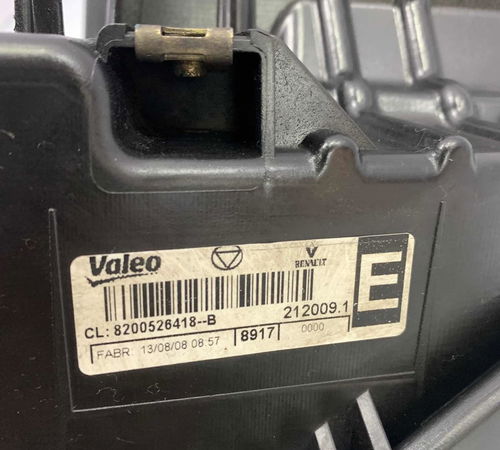 Valeo
RENAULT
E
212009.1
CL: 8200526418--B
FABR: 13/08/08 08:57
8917
0000